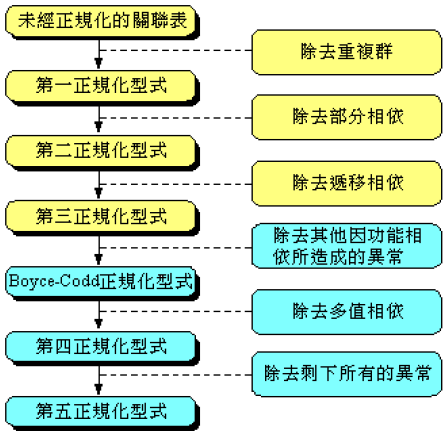 未經正規化的關聯表
除去重複群
第一正規化型式
除去部分相依
第二正規化型式
除去遞移相依
第三正規化型式
除去其他因功能相
依所造成的異常
Boyce-Codd正規化型式
除去多值相依
第四正規化型式
除去剩下所有的異常
第五正規化型式